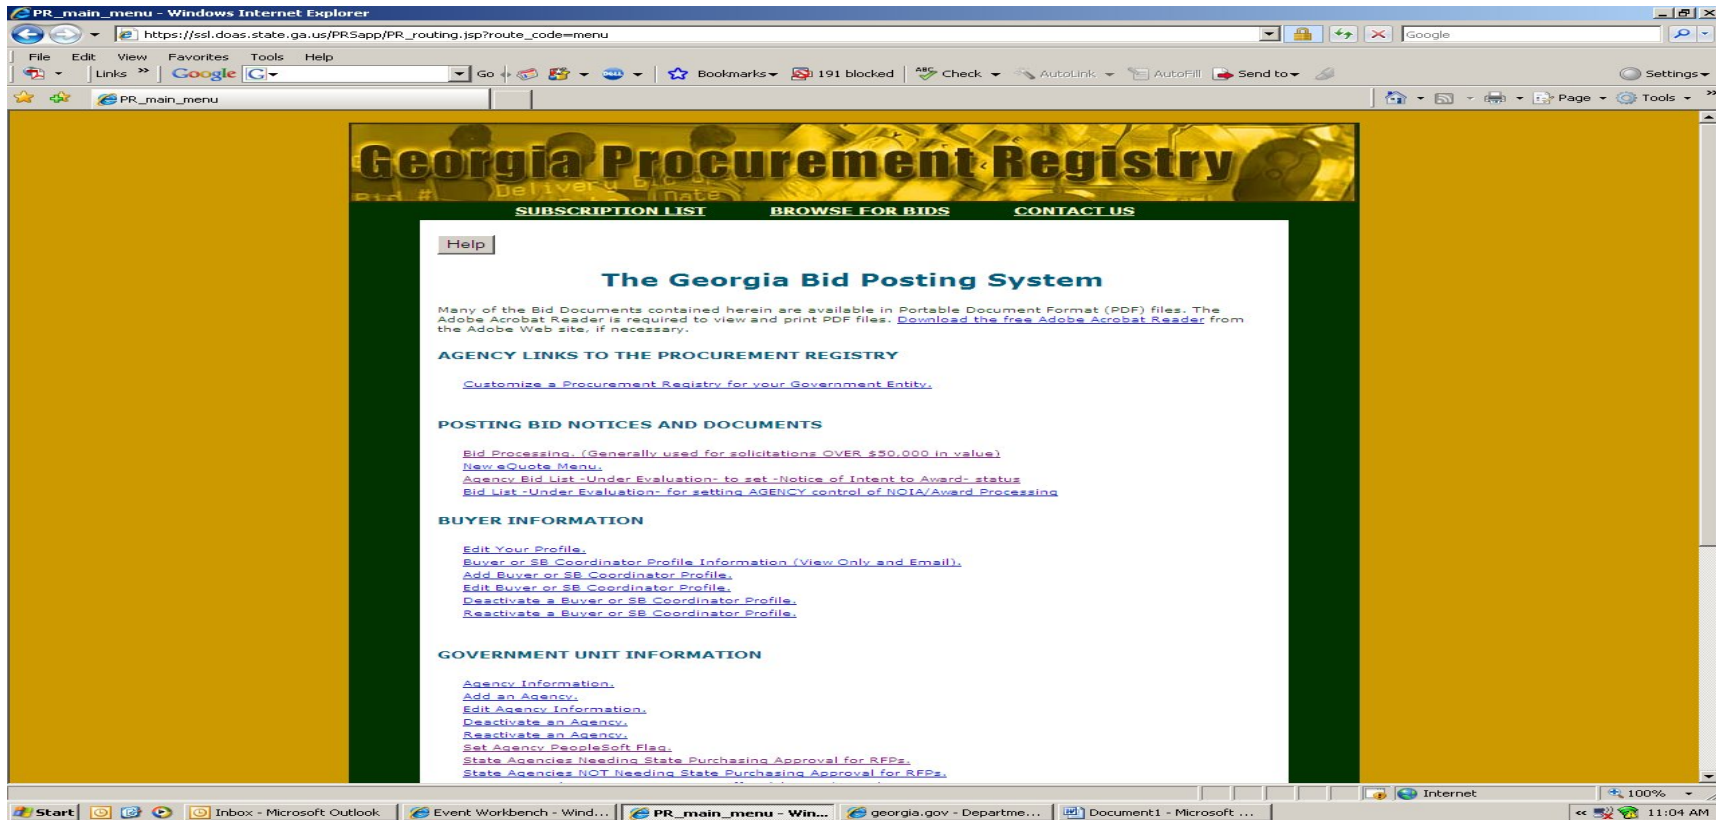 PR_main_menu - Windows Internet Explorer
https://ssl.doas.state.ga.us/PRSapp/PR_routing.jsp?route_code=menu
Google
File Edit View Favorites Tools Help
Links » Google G Go Bookmarks 191 blocked Check AutoLink AutoFill Send to Settings
PR_main_menu Page Tools »
Georgia Procurement Registry
Bid # Delivery Date
SUBSCRIPTION LIST BROWSE FOR BIDS CONTACT US
Help
The Georgia Bid Posting System
Many of the Bid Documents contained herein are available in Portable Document Format (PDF) files. The
Adobe Acrobat Reader is required to view and print PDF files. Download the free Adobe Acrobat Reader from
the Adobe Web site, if necessary.
AGENCY LINKS TO THE PROCUREMENT REGISTRY
Customize a Procurement Registry for your Government Entity.
POSTING BID NOTICES AND DOCUMENTS
Bid Processing. (Generally used for solicitations OVER $50,000 in value)
New eQuote Menu.
Agency Bid List -Under Evaluation- to set -Notice of Intent to Award- status
Bid List -Under Evaluation- for setting AGENCY control of NOIA/Award Processing
BUYER INFORMATION
Edit Your Profile.
Buyer or SB Coordinator Profile Information (View Only and Email).
Add Buyer or SB Coordinator Profile.
Edit Buyer or SB Coordinator Profile.
Deactivate a Buyer or SB Coordinator Profile.
Reactivate a Buyer or SB Coordinator Profile.
GOVERNMENT UNIT INFORMATION
Agency Information.
Add an Agency.
Edit Agency Information.
Deactivate an Agency.
Reactivate an Agency.
Set Agency PeopleSoft Flag.
State Agencies Needing State Purchasing Approval for RFPs.
State Agencies NOT Needing State Purchasing Approval for RFPs.
Internet 100%
Start Inbox - Microsoft Outlook Event Workbench - Wind... PR_main_menu - Win... georgia.gov - Departme... Document1 - Microsoft ... « 11:04 AM